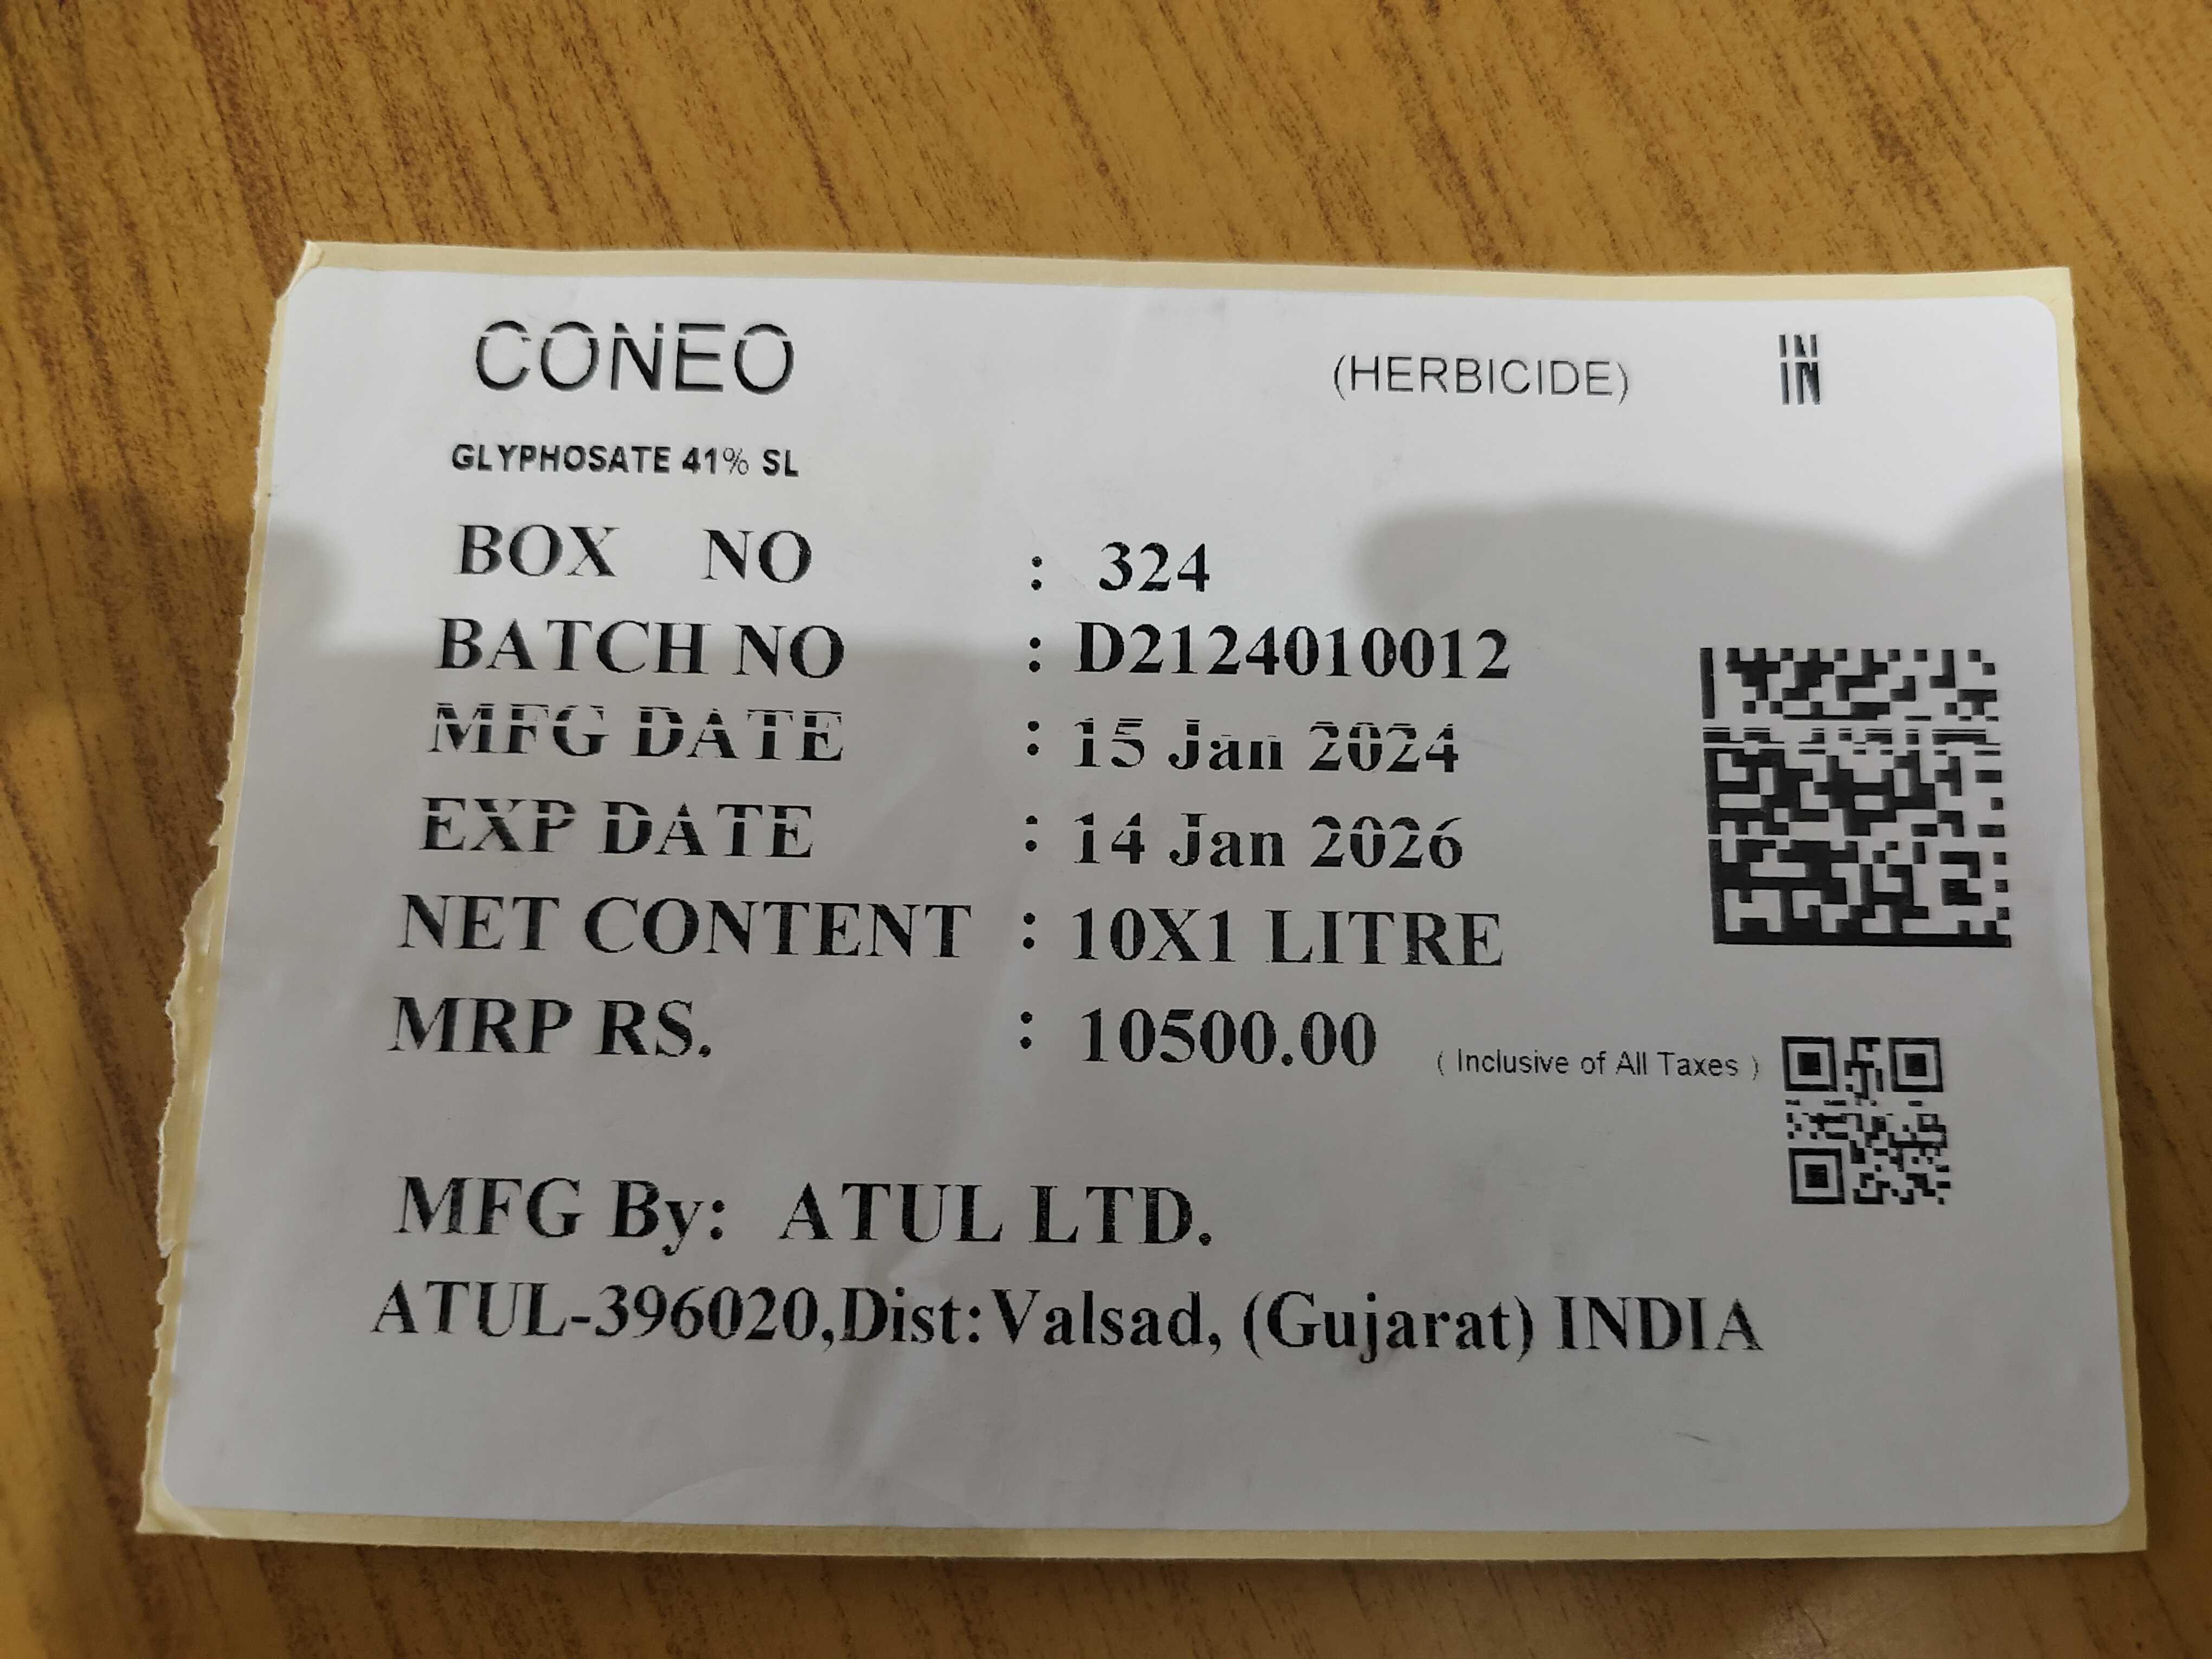 CONEO (HERBICIDE) IN
GLYPHOSATE 41% SL
BOX NO : 324
BATCH NO : D2124010012
MFG DATE : 15 Jan 2024
EXP DATE : 14 Jan 2026
NET CONTENT : 10X1 LITRE
MRP RS. : 10500.00 ( Inclusive of All Taxes )
MFG By: ATUL LTD.
ATUL-396020,Dist:Valsad, (Gujarat) INDIA